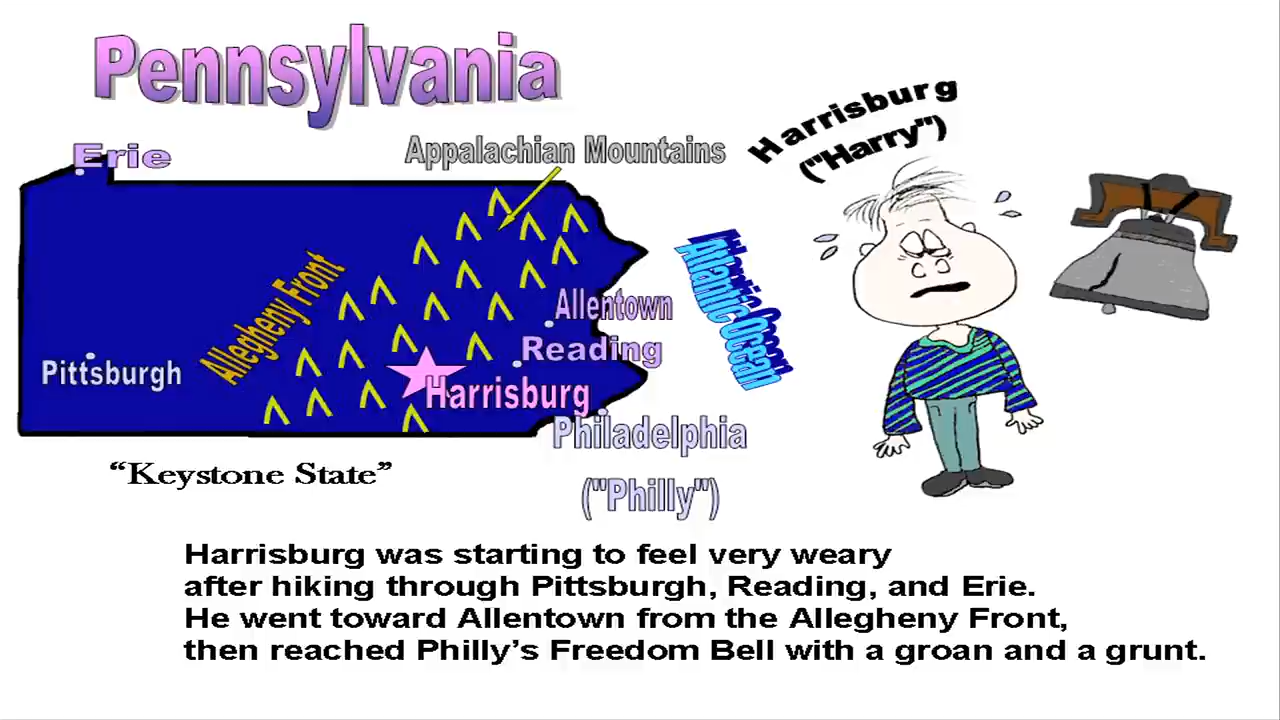 Pennsylvania
Erie
Appalachian Mountains
Harrisburg
("Harry")
Allegheny Front
Atlantic Ocean
Allentown
Reading
Pittsburgh
Harrisburg
Philadelphia
("Philly")
“Keystone State”
Harrisburg was starting to feel very weary
after hiking through Pittsburgh, Reading, and Erie.
He went toward Allentown from the Allegheny Front,
then reached Philly’s Freedom Bell with a groan and a grunt.